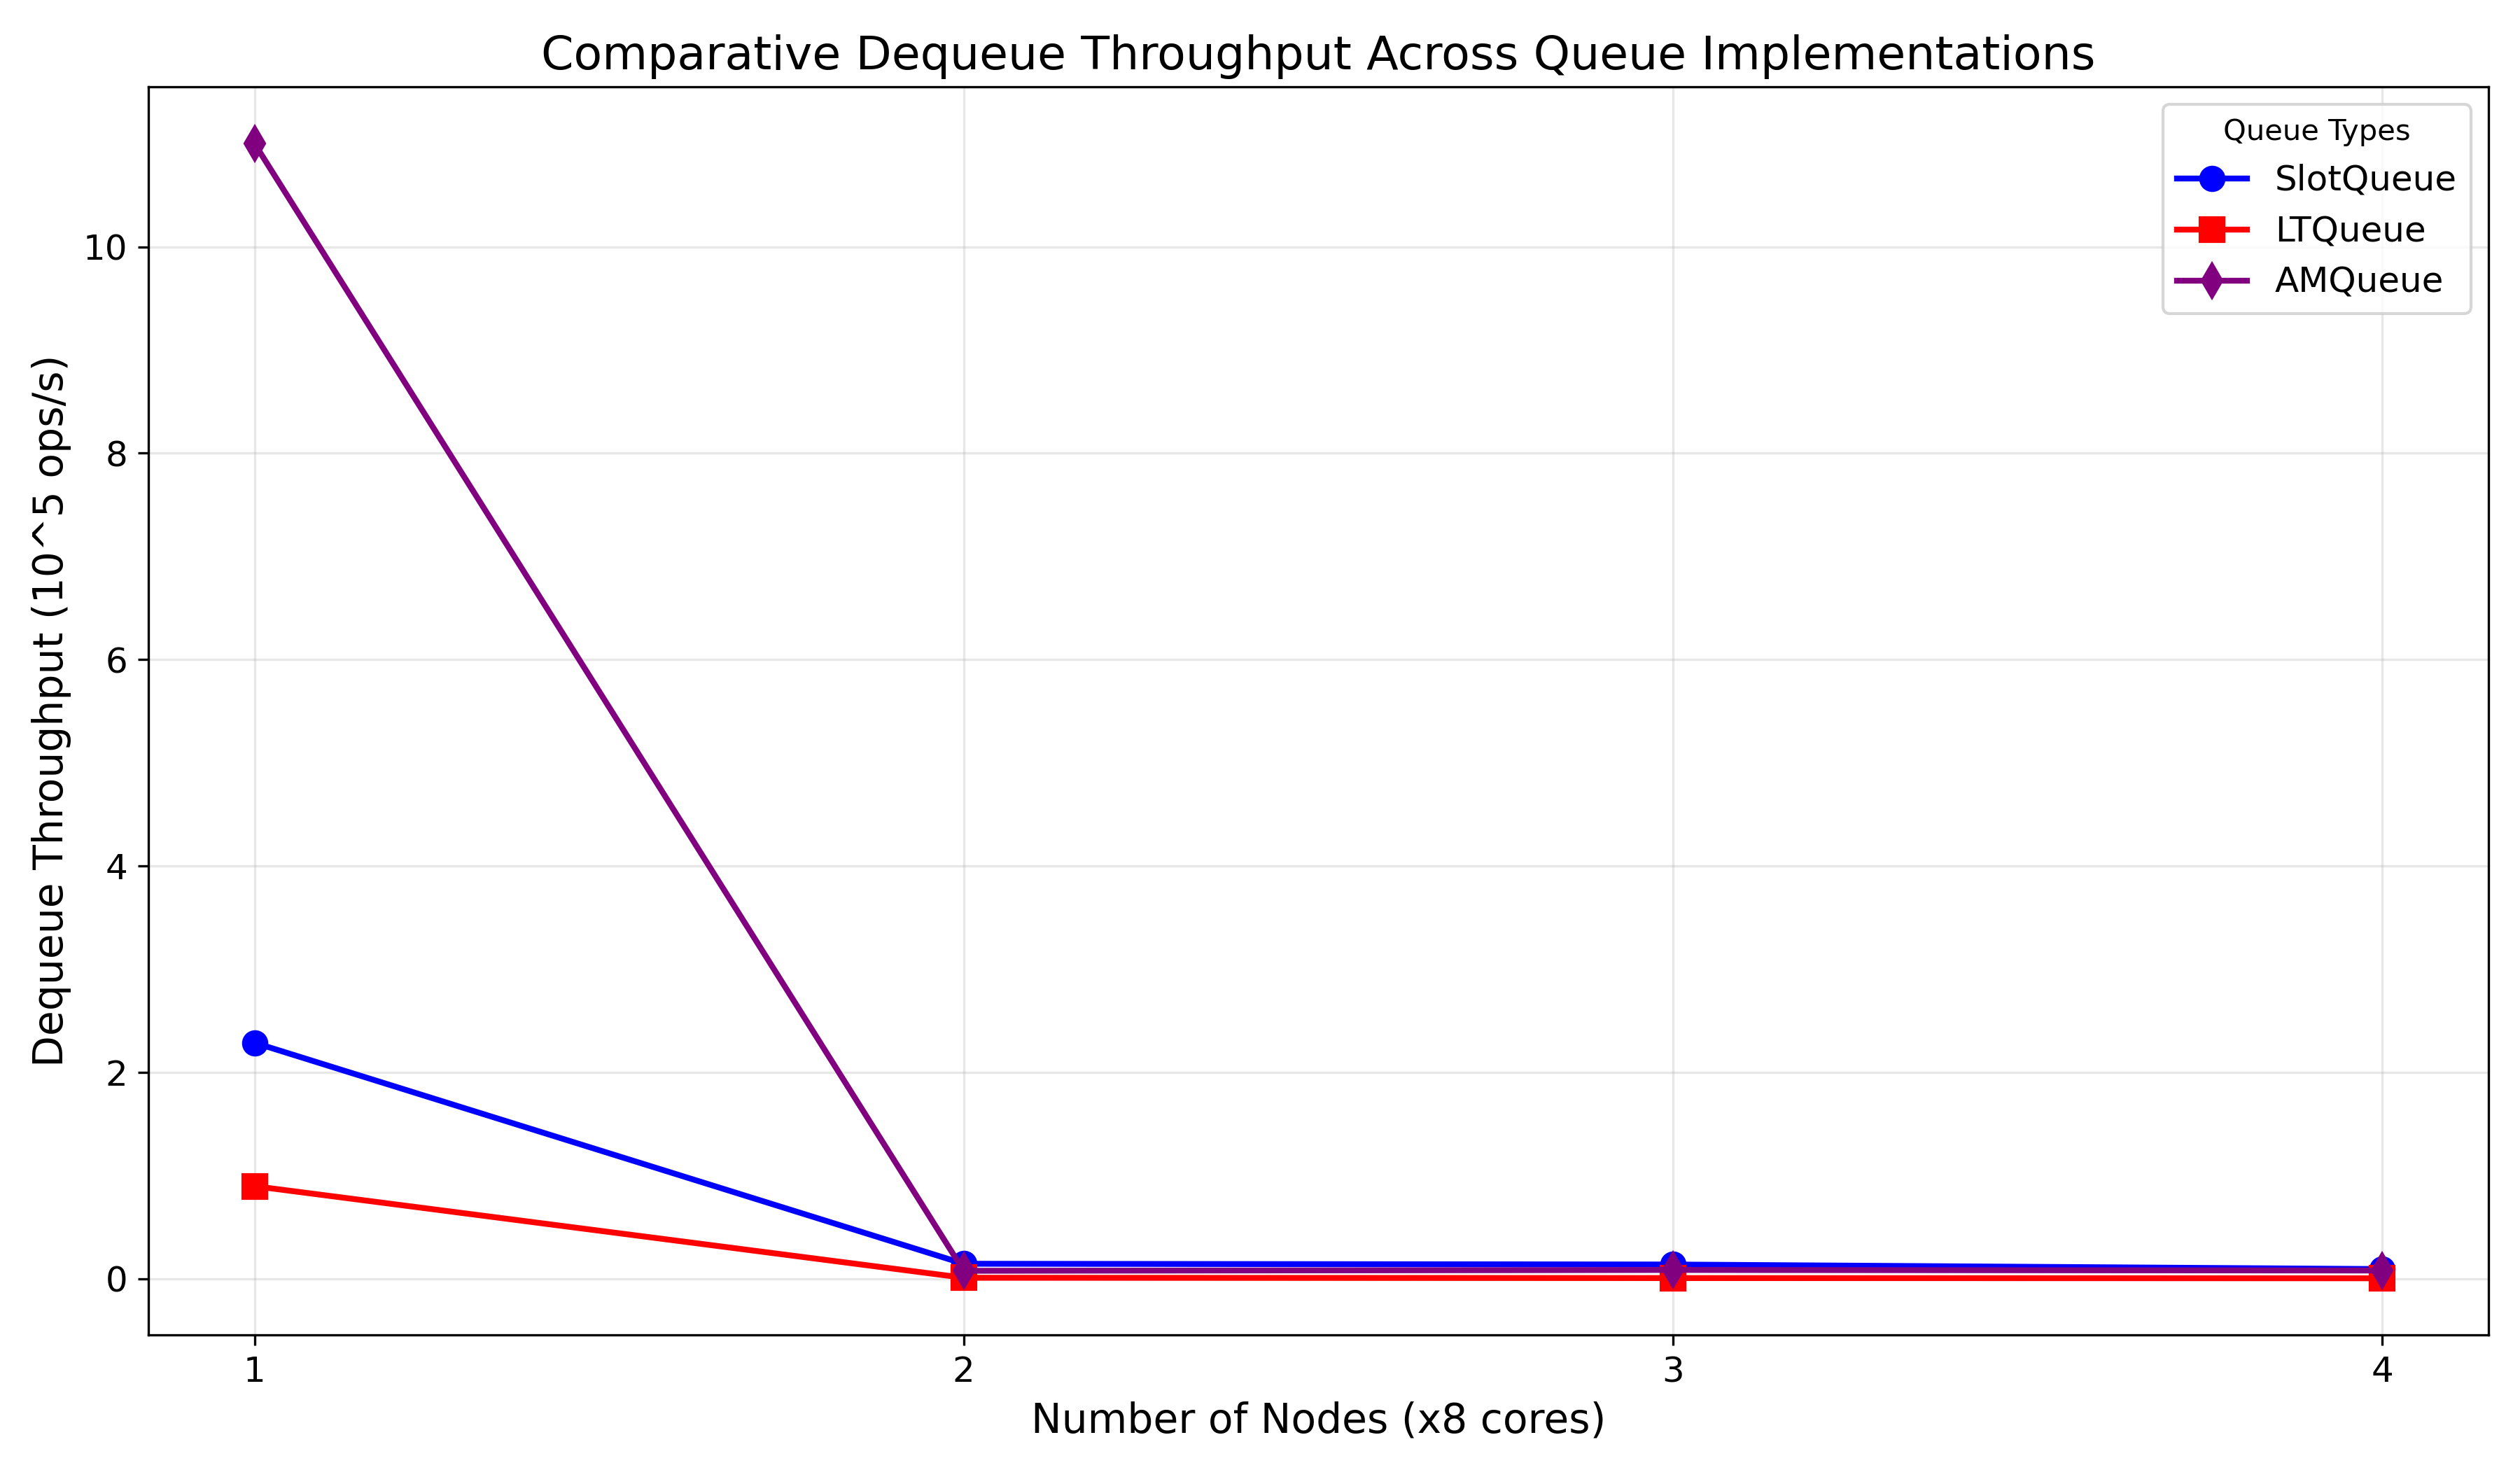 Comparative Dequeue Throughput Across Queue Implementations
Queue Types
SlotQueue
LTQueue
AMQueue
Dequeue Throughput (10^5 ops/s)
10
8
6
4
2
0
1
2
3
4
Number of Nodes (x8 cores)